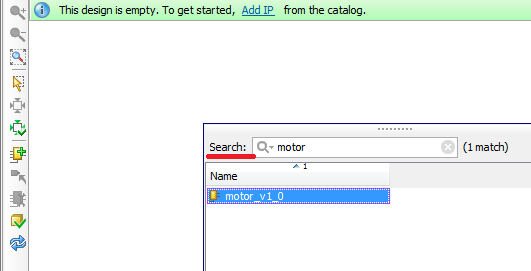 This design is empty. To get started, Add IP from the catalog.
Search: motor (1 match)
1
Name
motor_v1_0